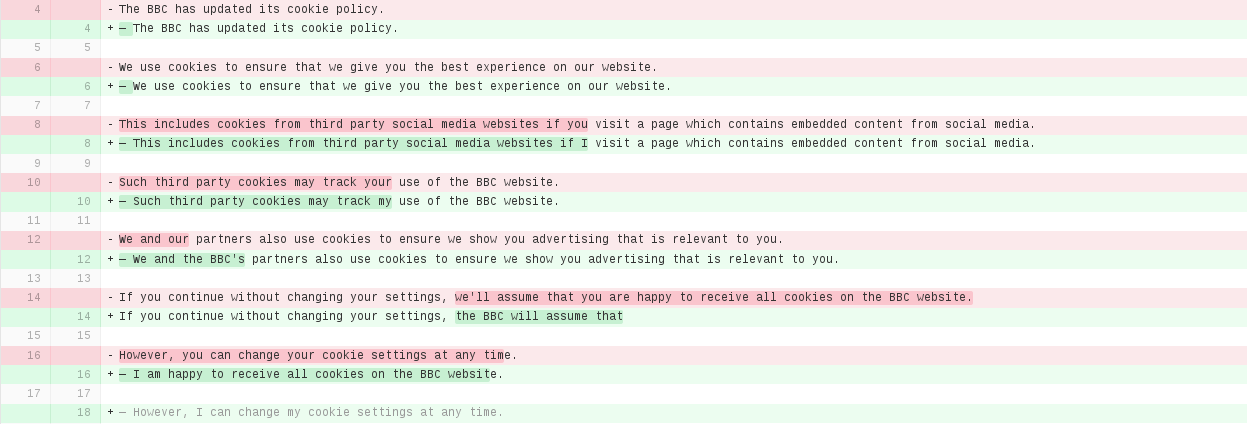 4 - The BBC has updated its cookie policy.
4 + — The BBC has updated its cookie policy.
5 5
6 - We use cookies to ensure that we give you the best experience on our website.
6 + — We use cookies to ensure that we give you the best experience on our website.
7 7
8 - This includes cookies from third party social media websites if you visit a page which contains embedded content from social media.
8 + — This includes cookies from third party social media websites if I visit a page which contains embedded content from social media.
9 9
10 - Such third party cookies may track your use of the BBC website.
10 + — Such third party cookies may track my use of the BBC website.
11 11
12 - We and our partners also use cookies to ensure we show you advertising that is relevant to you.
12 + — We and the BBC's partners also use cookies to ensure we show you advertising that is relevant to you.
13 13
14 - If you continue without changing your settings, we'll assume that you are happy to receive all cookies on the BBC website.
14 + If you continue without changing your settings, the BBC will assume that
15 15
16 - However, you can change your cookie settings at any time.
16 + — I am happy to receive all cookies on the BBC website.
17 17
18 + — However, I can change my cookie settings at any time.